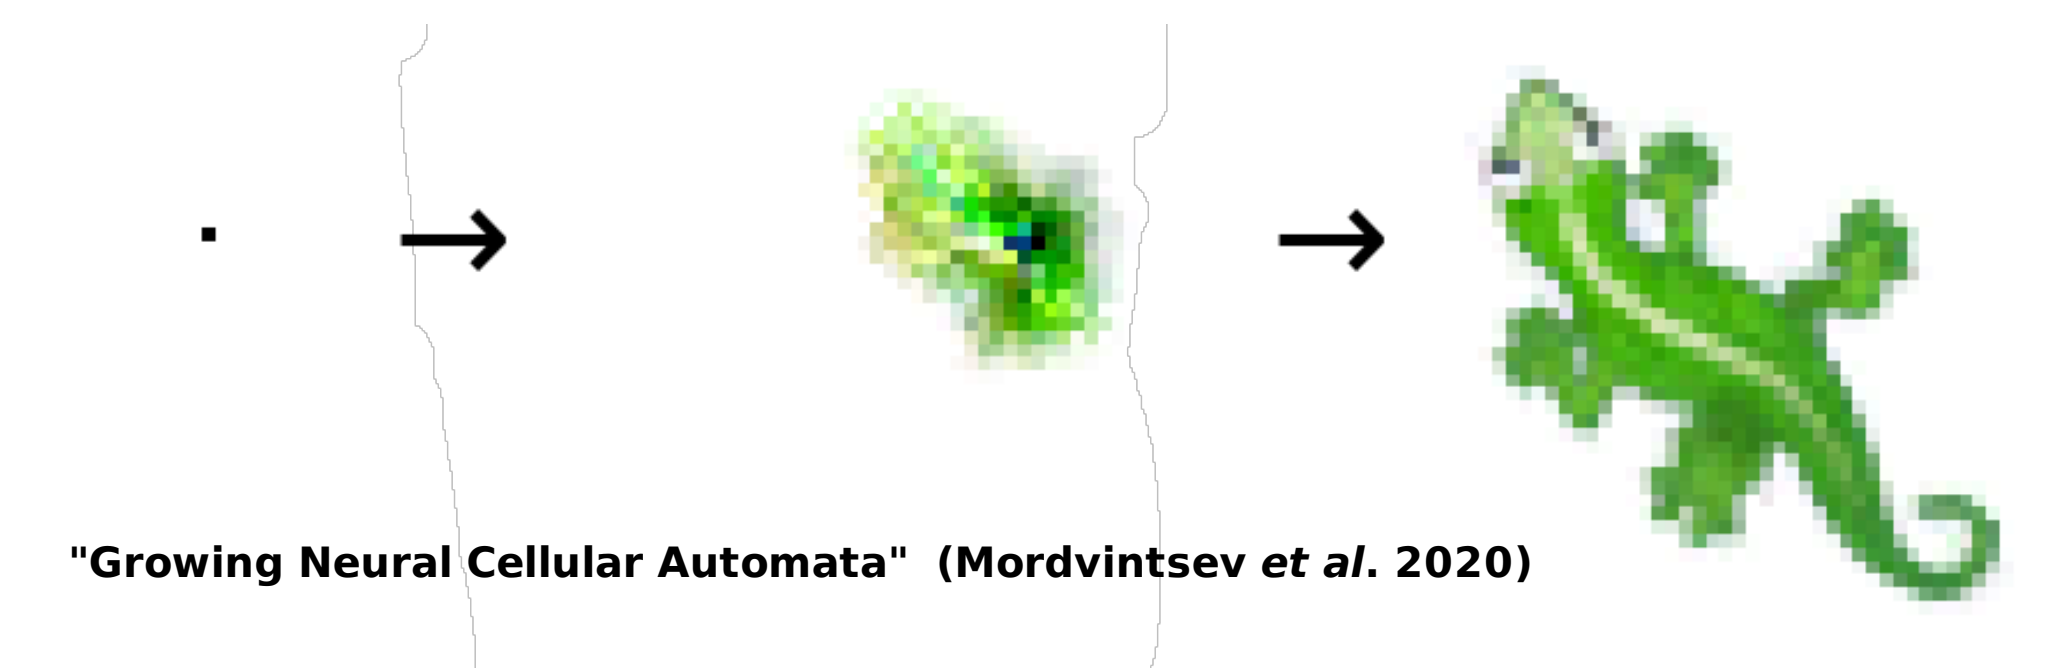 "Growing Neural Cellular Automata" (Mordvintsev et al. 2020)